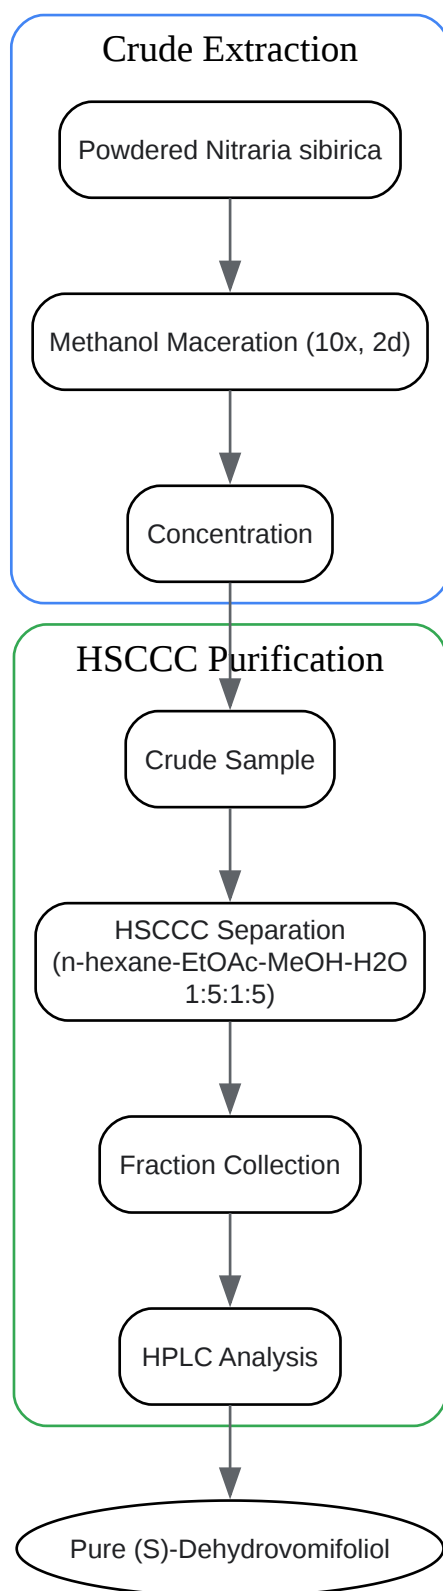 Crude Extraction
Powdered Nitraria sibirica
Methanol Maceration (10x, 2d)
Concentration
HSCCC Purification
Crude Sample
HSCCC Separation
(n-hexane-EtOAc-MeOH-H2O
1:5:1:5)
Fraction Collection
HPLC Analysis
Pure (S)-Dehydrovomifoliol